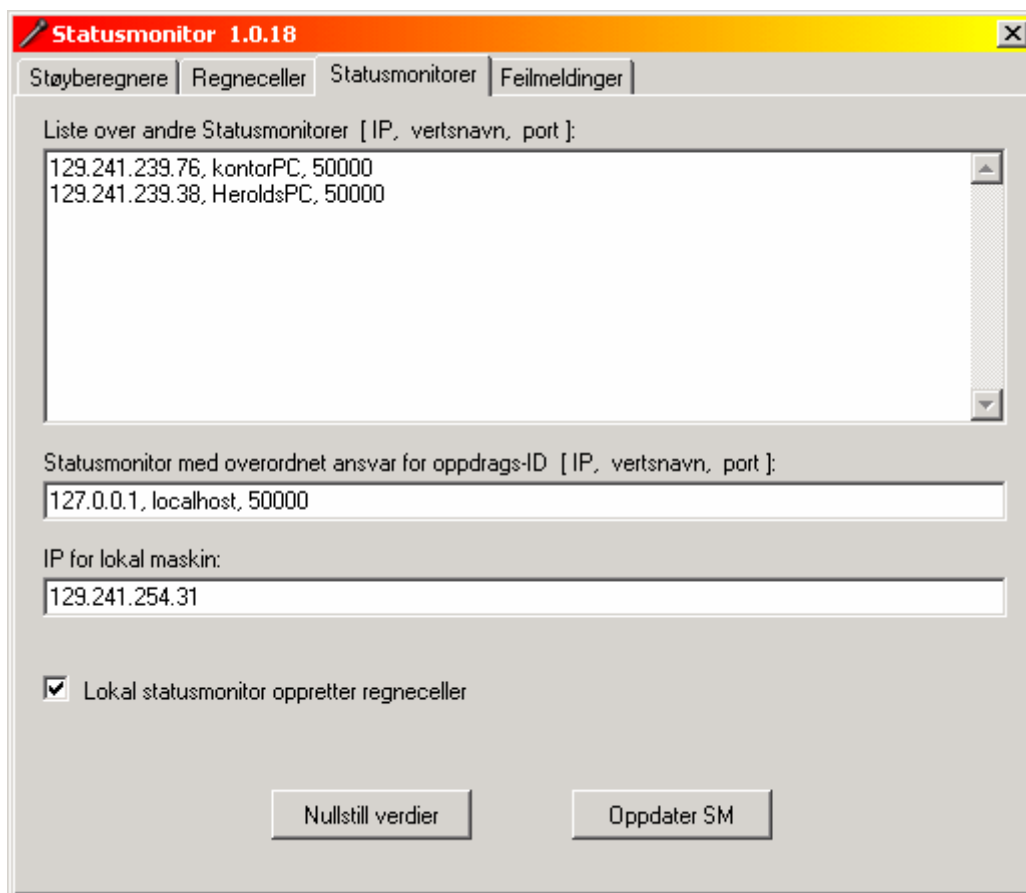 Statusmonitor 1.0.18
Støyberegnere
Regneceller
Statusmonitorer
Feilmeldinger
Liste over andre Statusmonitorer [ IP, vertsnavn, port ]:
129.241.239.76, kontorPC, 50000
129.241.239.38, HeroldsPC, 50000
Statusmonitor med overordnet ansvar for oppdrags-ID [ IP, vertsnavn, port ]:
127.0.0.1, localhost, 50000
IP for lokal maskin:
129.241.254.31
Lokal statusmonitor oppretter regneceller
Nullstill verdier
Oppdater SM